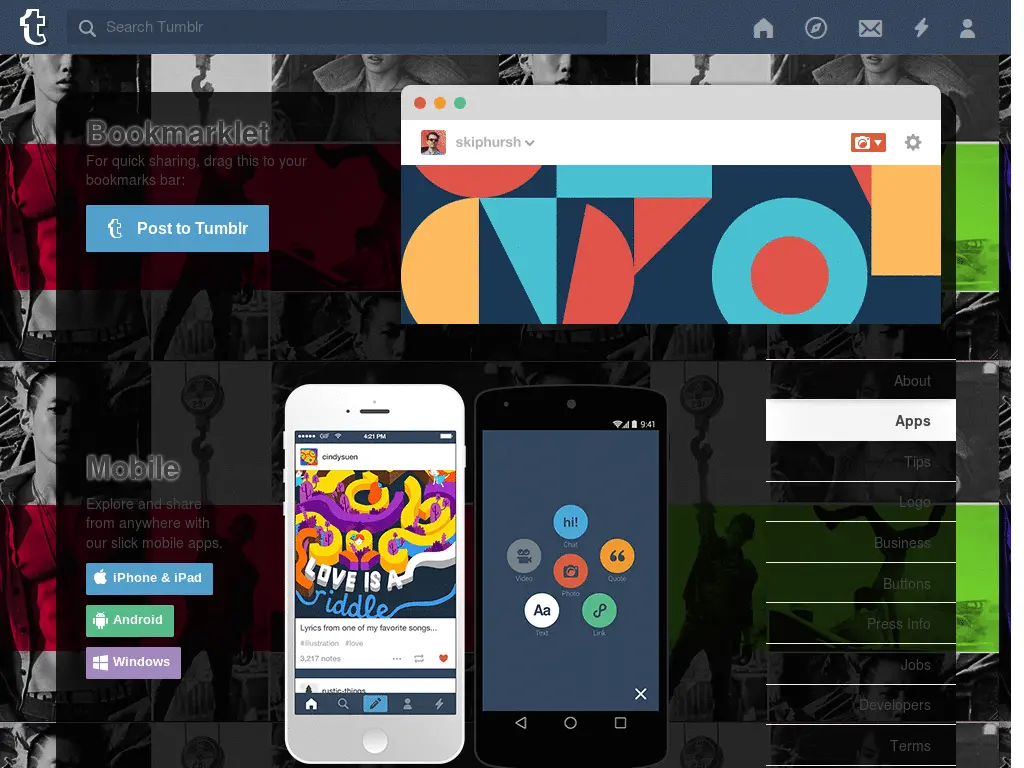 Search Tumblr
Bookmarklet
For quick sharing, drag this to your
bookmarks bar:
Post to Tumblr
skiphursh
About
Apps
Tips
Logo
Business
Buttons
Press Info
Jobs
Developers
Terms
Mobile
Explore and share
from anywhere with
our slick mobile apps.
iPhone & iPad
Android
Windows
GIF 4:21 PM
cindysuen
LOVE IS A
riddle
Lyrics from one of my favorite songs...
#illustration #love
3,217 notes
rustic-things
9:41
hi!
Chat
Video
Quote
Photo
Aa
Text
Link